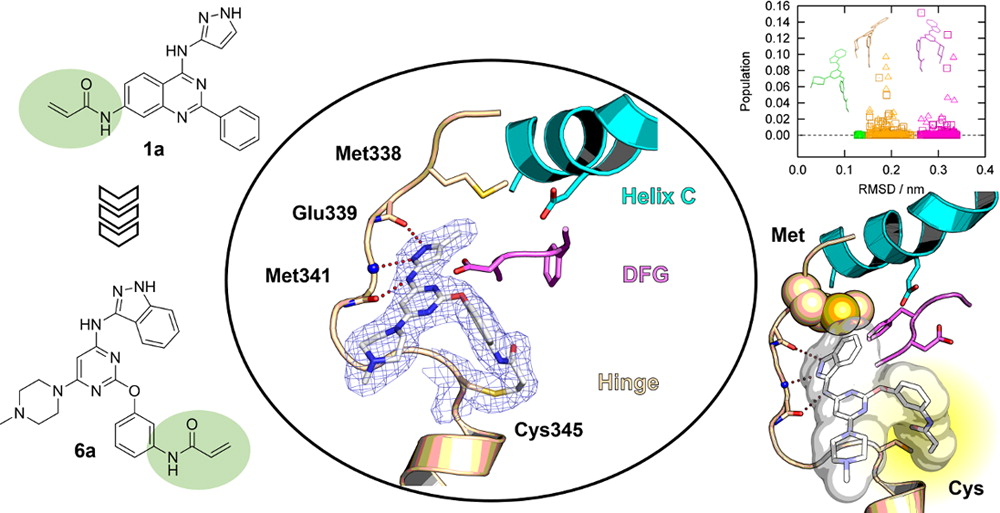 N
NH
HN
N
N
O
N
H
1a
N
NH
HN
N
N
N
N
O
O
N
H
6a
Met338
Glu339
Met341
Helix C
DFG
Hinge
Cys345
Population
0.16
0.14
0.12
0.10
0.08
0.06
0.04
0.02
0.00
0.0 0.1 0.2 0.3 0.4
RMSD / nm
Met
Cys